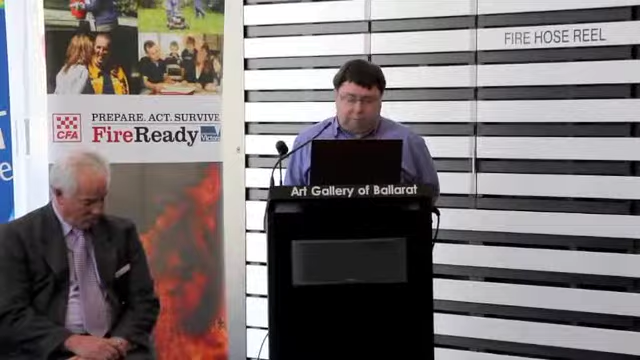 FIRE HOSE REEL
PREPARE. ACT. SURVIVE
CFA
FireReady
Art Gallery of Ballarat